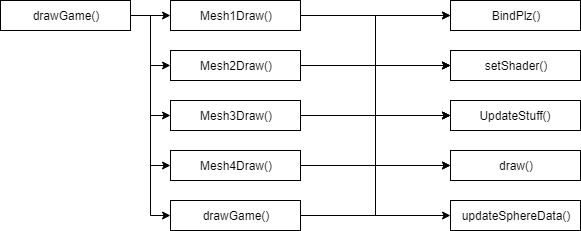 drawGame()
Mesh1Draw()
BindPlz()
Mesh2Draw()
setShader()
Mesh3Draw()
UpdateStuff()
Mesh4Draw()
draw()
drawGame()
updateSphereData()